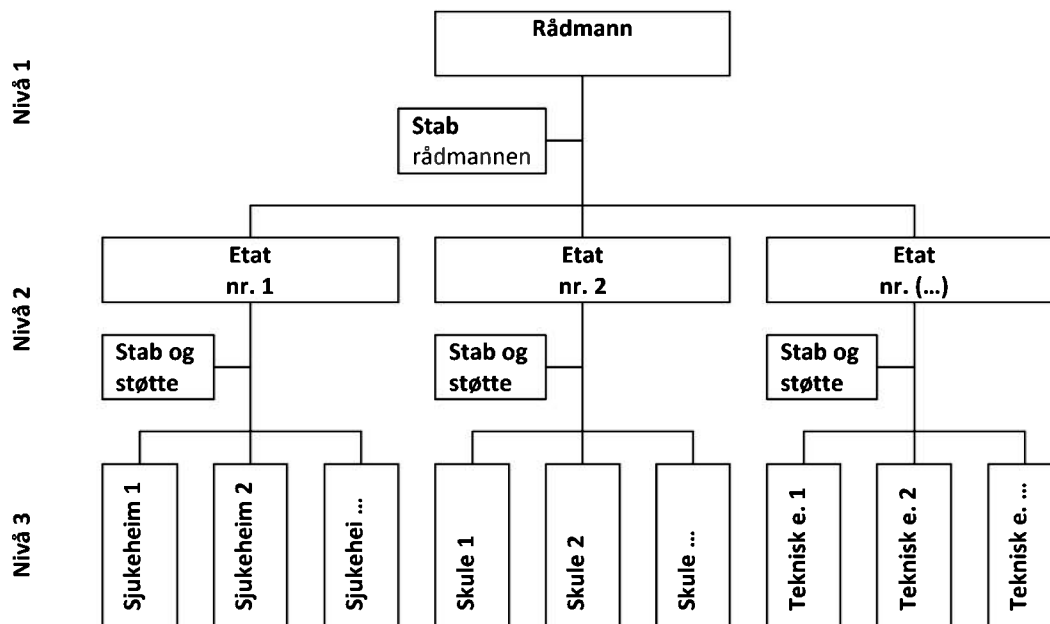 Nivå 1
Rådmann
Stab
rådmannen
Nivå 2
Etat
nr. 1
Etat
nr. 2
Etat
nr. (...)
Stab og
støtte
Stab og
støtte
Stab og
støtte
Nivå 3
Sjukeheim 1
Sjukeheim 2
Sjukehei ...
Skule 1
Skule 2
Skule ...
Teknisk e. 1
Teknisk e. 2
Teknisk e. ...